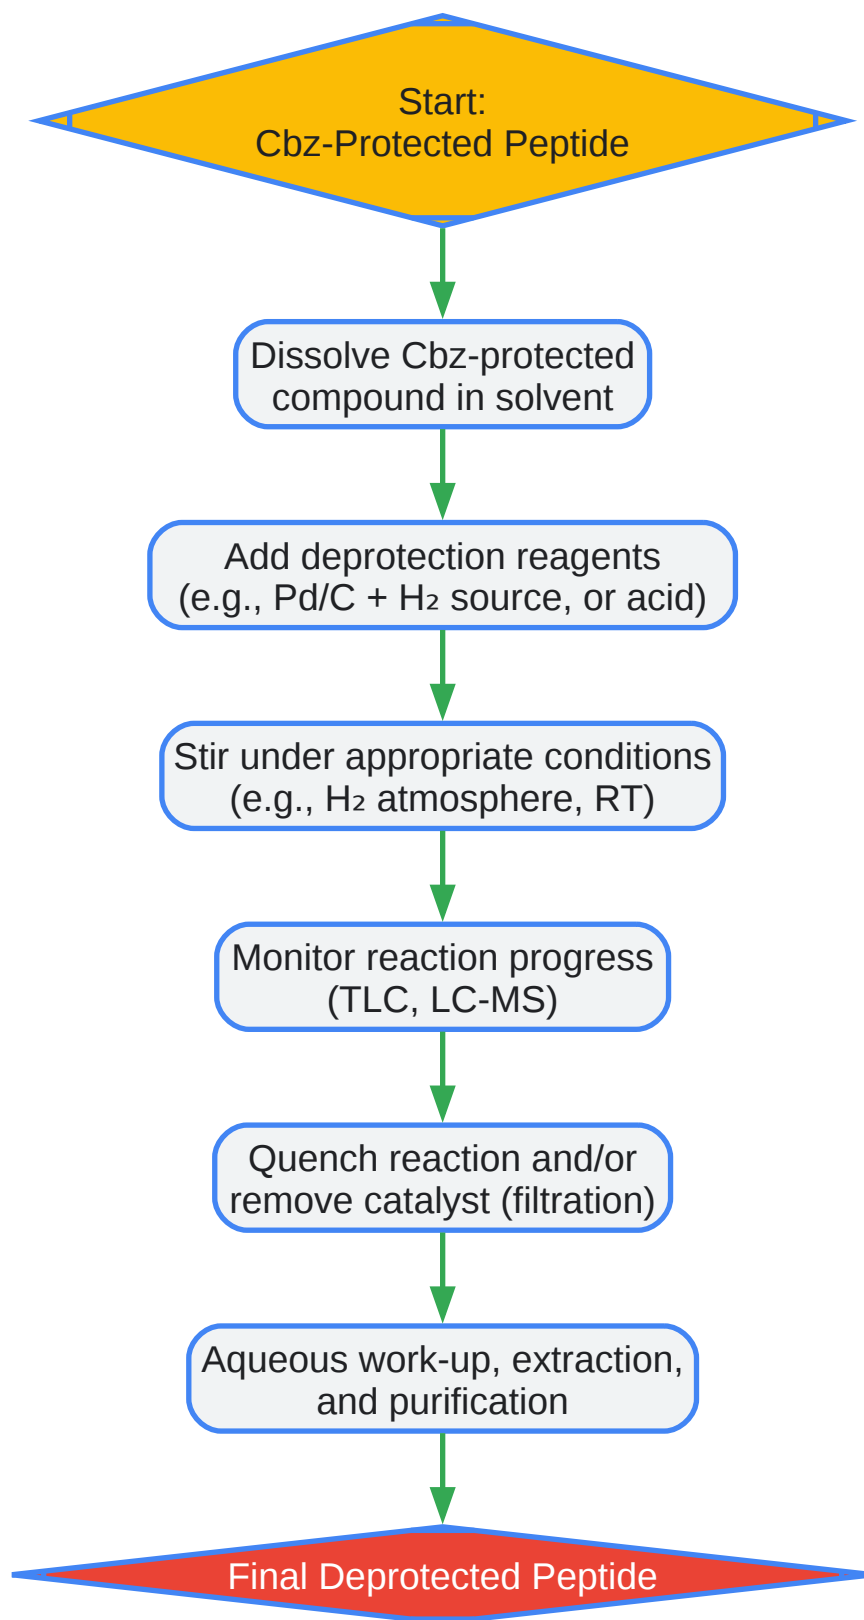 Start:
Cbz-Protected Peptide
Dissolve Cbz-protected
compound in solvent
Add deprotection reagents
(e.g., Pd/C + H₂ source, or acid)
Stir under appropriate conditions
(e.g., H₂ atmosphere, RT)
Monitor reaction progress
(TLC, LC-MS)
Quench reaction and/or
remove catalyst (filtration)
Aqueous work-up, extraction,
and purification
Final Deprotected Peptide